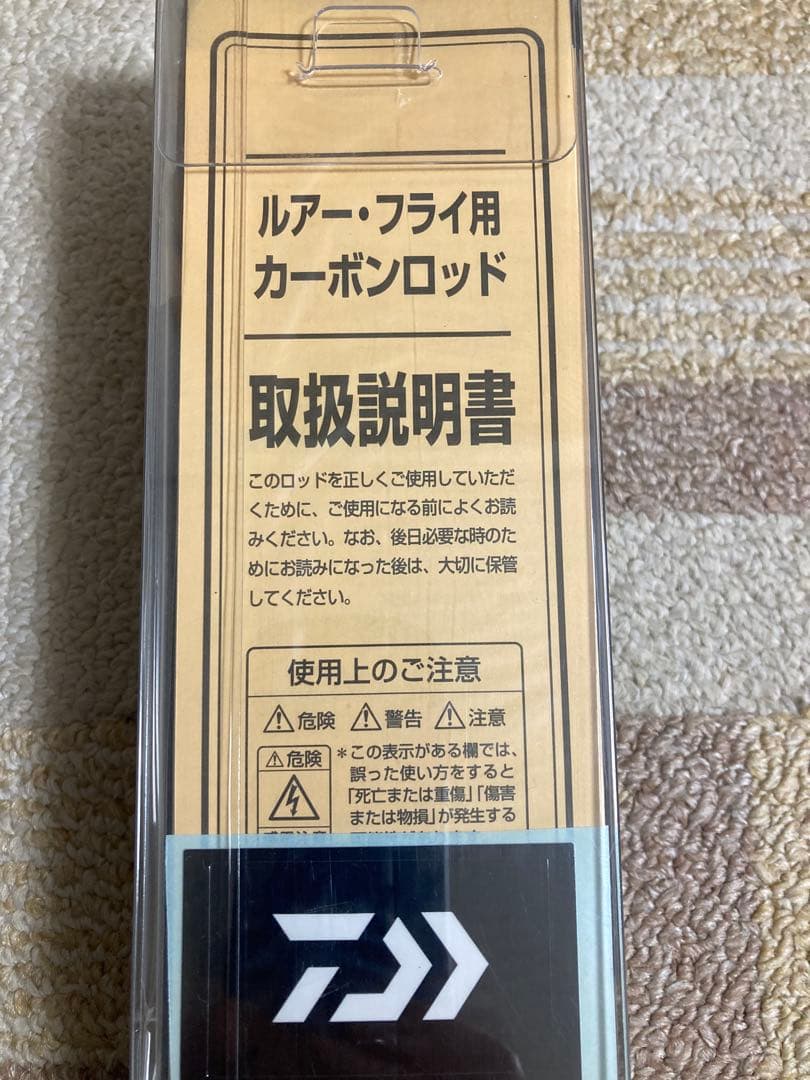 ルアー・フライ用
カーボンロッド
取扱説明書
このロッドを正しくご使用していただ
くために、ご使用になる前によくお読
みください。なお、後日必要な時のた
めにお読みになった後は、大切に保管
してください。
使用上のご注意
危険 警告 注意
危険
*この表示がある欄では、
誤った使い方をすると
「死亡または重傷」「傷害
または物損」が発生する